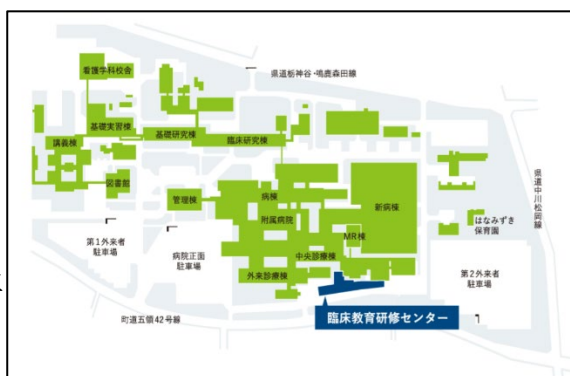 看護学科校舎
県道栃神谷・鳴鹿森田線
基礎実習棟
講義棟
基礎研究棟
臨床研究棟
県道中川松岡線
図書館
管理棟
病棟
新病棟
附属病院
はなみずき
保育園
第1外来者
駐車場
病院正面
駐車場
MR棟
中央診療棟
外来診療棟
第2外来者
駐車場
町道五領42号線
臨床教育研修センター